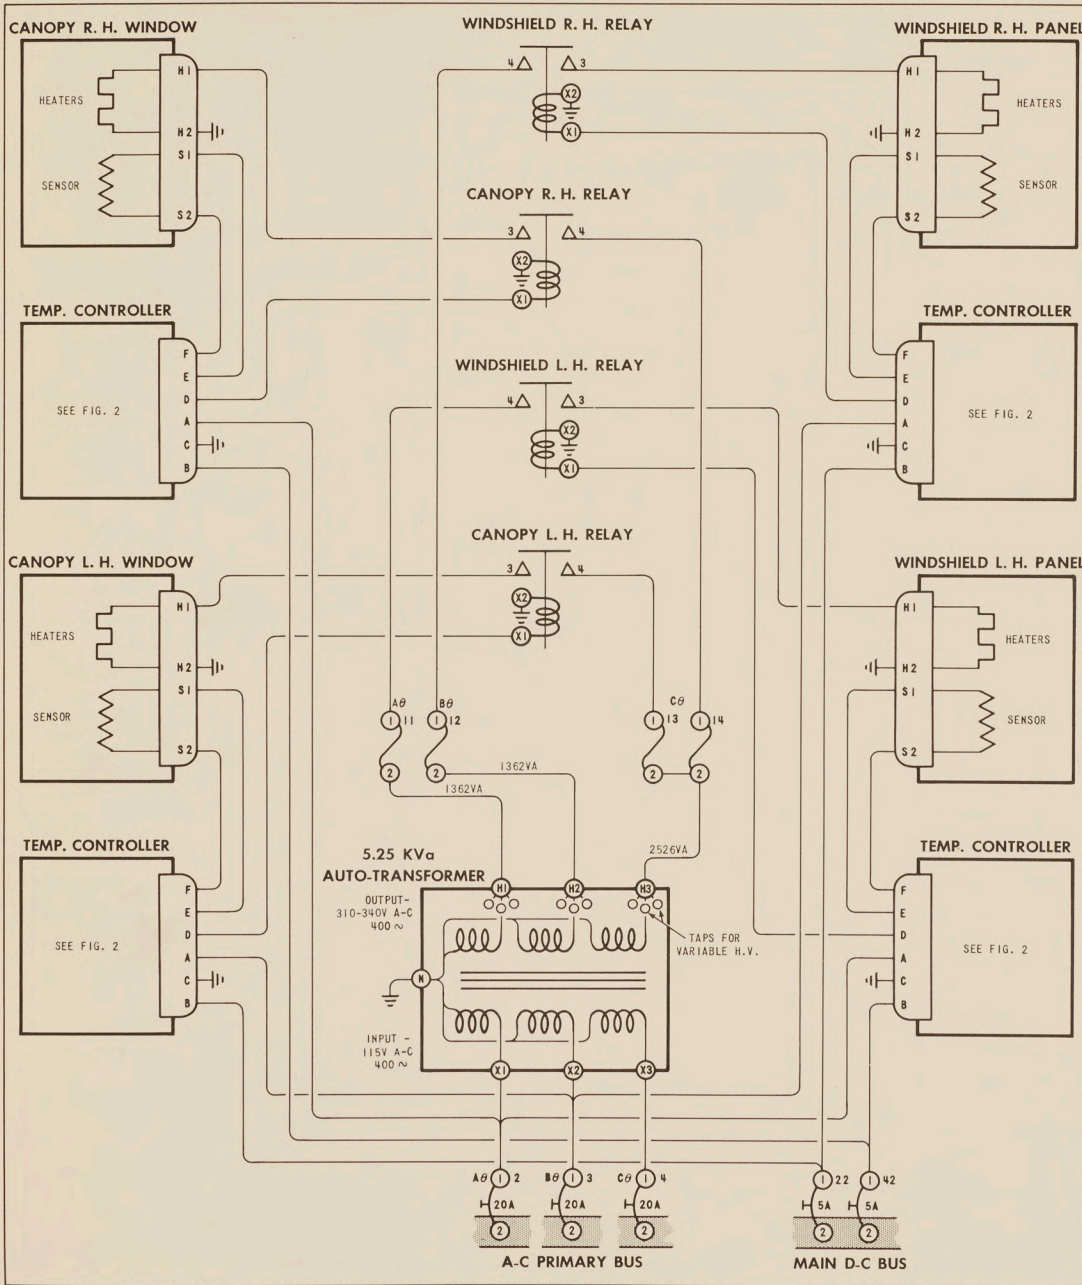 CANOPY R. H. WINDOW
HEATERS
SENSOR
H1
H2
S1
S2
WINDSHIELD R. H. RELAY
4
3
X2
X1
WINDSHIELD R. H. PANEL
H1
H2
S1
S2
HEATERS
SENSOR
CANOPY R. H. RELAY
3
4
X2
X1
TEMP. CONTROLLER
SEE FIG. 2
F
E
D
A
C
B
WINDSHIELD L. H. RELAY
4
3
X2
X1
TEMP. CONTROLLER
F
E
D
A
C
B
SEE FIG. 2
CANOPY L. H. WINDOW
HEATERS
SENSOR
H1
H2
S1
S2
CANOPY L. H. RELAY
3
4
X2
X1
WINDSHIELD L. H. PANEL
H1
H2
S1
S2
HEATERS
SENSOR
Aθ Bθ Cθ
1 11 1 12 1 13 1 14
2 2 2 2
1362VA
1362VA
2526VA
TEMP. CONTROLLER
SEE FIG. 2
F
E
D
A
C
B
5.25 KVa
AUTO-TRANSFORMER
OUTPUT-
310-340V A-C
400 ~
H1 H2 H3
TAPS FOR
VARIABLE H.V.
N
INPUT -
115V A-C
400 ~
X1 X2 X3
TEMP. CONTROLLER
F
E
D
A
C
B
SEE FIG. 2
Aθ 1 2 Bθ 1 3 Cθ 1 4
20A 20A 20A
2 2 2
A-C PRIMARY BUS
1 22 1 42
5A 5A
2 2
MAIN D-C BUS